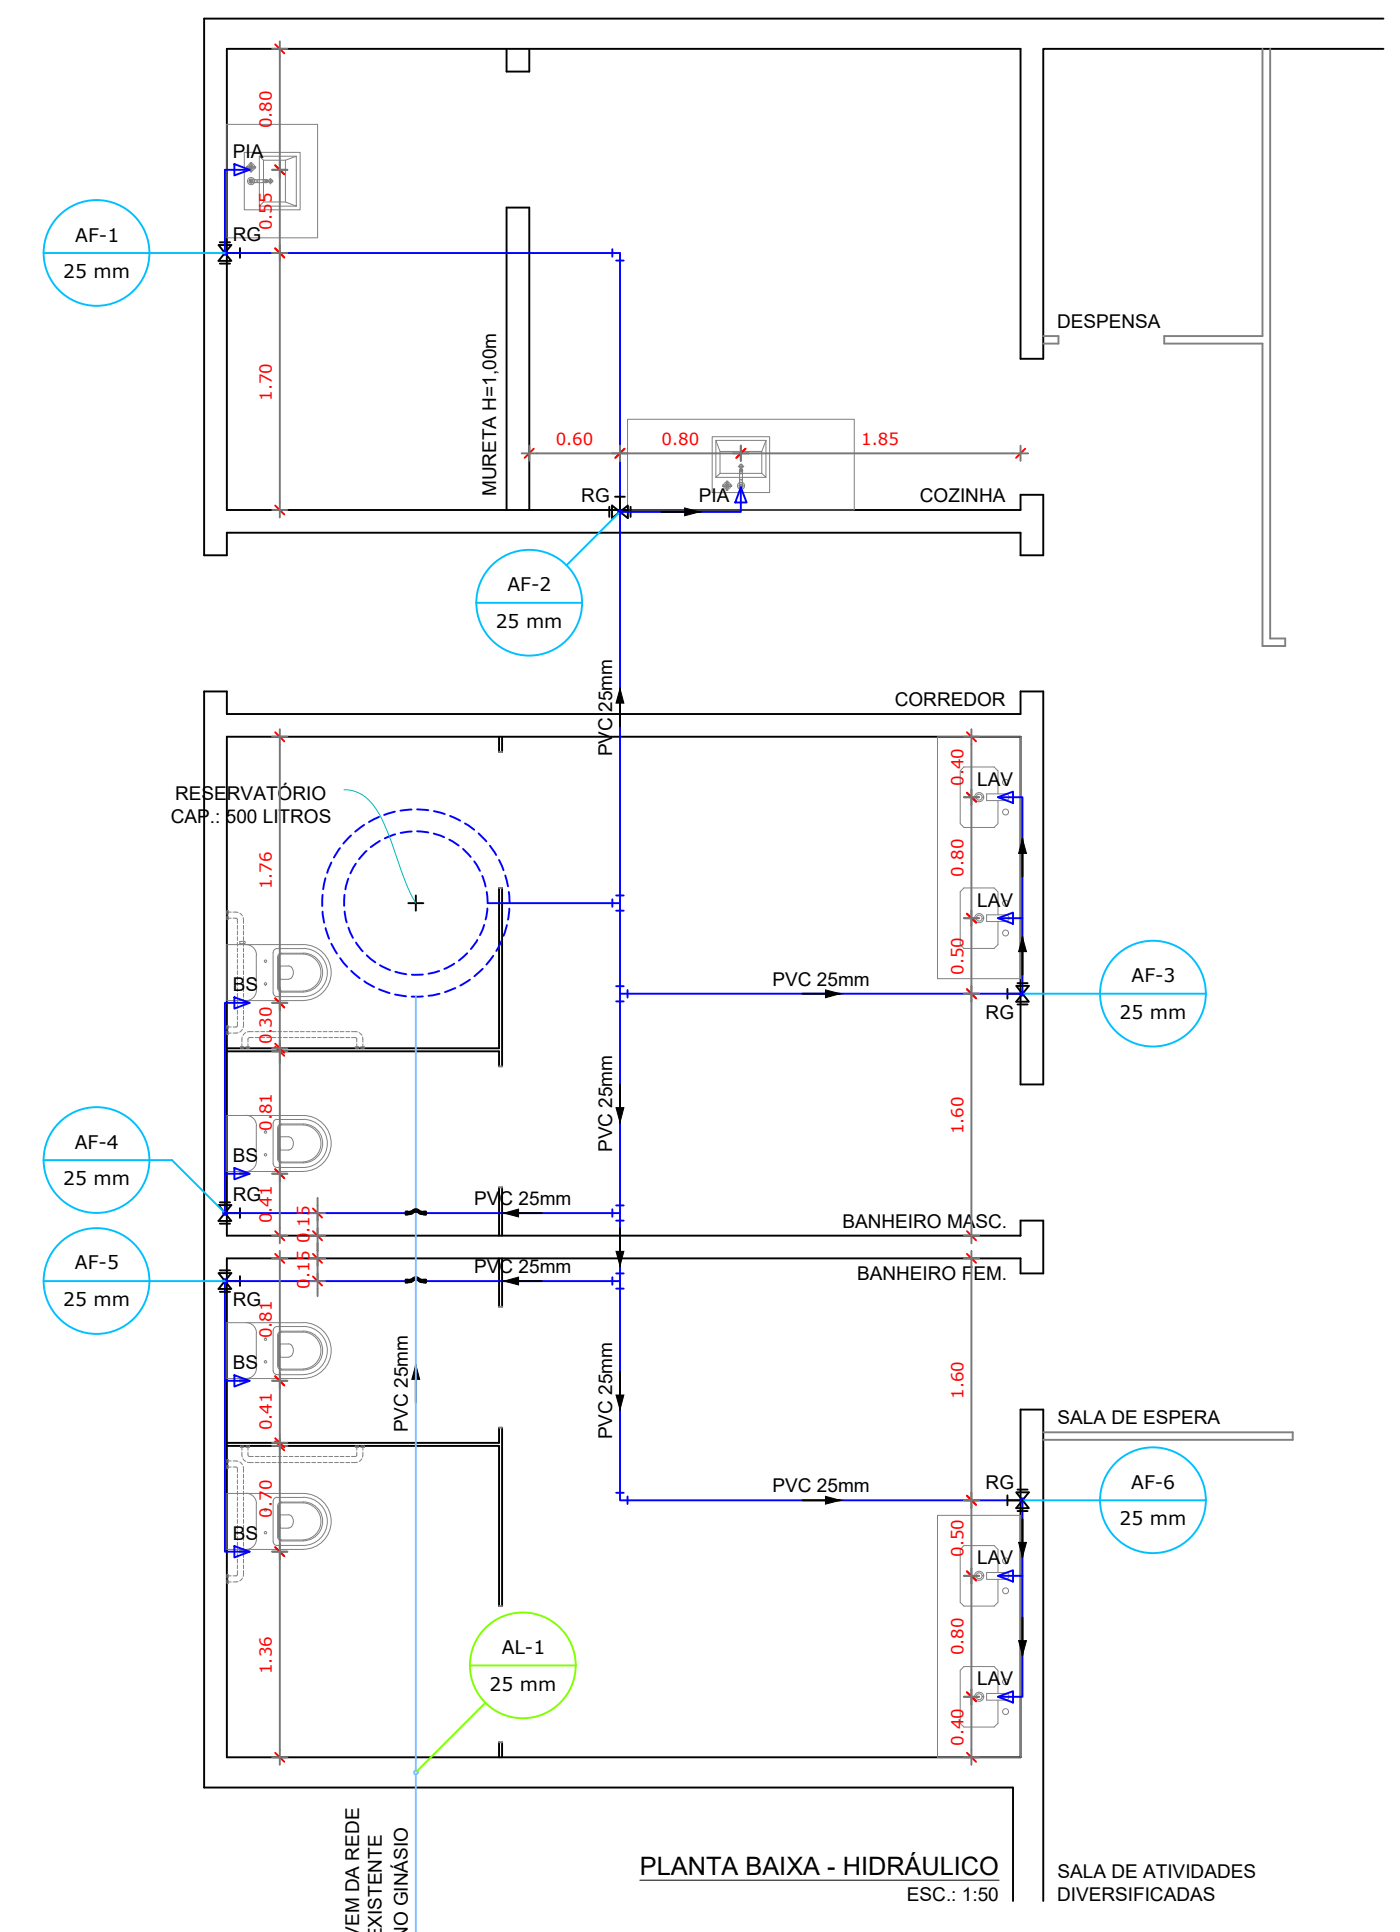 0.80
PIA
0.55
RG
AF-1
25 mm
1.70
MURETA H=1,00m
DESPENSA
0.60
0.80
1.85
RG
PIA
COZINHA
AF-2
25 mm
PVC 25mm
CORREDOR
RESERVATÓRIO
CAP.: 500 LITROS
1.76
0.40
LAV
0.80
LAV
0.50
BS
0.30
PVC 25mm
RG
AF-3
25 mm
0.81
PVC 25mm
1.60
AF-4
25 mm
BS
RG
0.41
0.15
PVC 25mm
BANHEIRO MASC.
AF-5
25 mm
0.15
PVC 25mm
BANHEIRO FEM.
RG
0.81
BS
0.41
PVC 25mm
PVC 25mm
1.60
SALA DE ESPERA
0.70
BS
PVC 25mm
RG
AF-6
25 mm
0.50
LAV
0.80
LAV
0.40
1.36
AL-1
25 mm
VEM DA REDE
EXISTENTE
NO GINÁSIO
PLANTA BAIXA - HIDRÁULICO
ESC.: 1:50
SALA DE ATIVIDADES
DIVERSIFICADAS